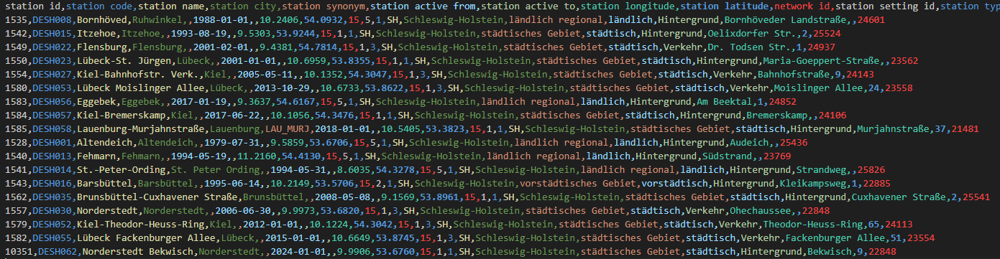 station id,station code,station name,station city,station synonym,station active from,station active to,station longitude,station latitude,network id,station setting id,station typ
1535,DESH008,Bornhöved,Ruhwinkel,,1988-01-01,,10.2406,54.0932,15,5,1,SH,Schleswig-Holstein,ländlich regional,ländlich,Hintergrund,Bornhöveder Landstraße,,24601
1542,DESH015,Itzehoe,Itzehoe,,1993-08-19,,9.5303,53.9244,15,1,1,SH,Schleswig-Holstein,städtisches Gebiet,städtisch,Hintergrund,Oelixdorfer Str.,2,25524
1549,DESH022,Flensburg,Flensburg,,2001-02-01,,9.4381,54.7814,15,1,3,SH,Schleswig-Holstein,städtisches Gebiet,städtisch,Verkehr,Dr. Todsen Str.,1,24937
1550,DESH023,Lübeck-St. Jürgen,Lübeck,,2001-01-01,,10.6959,53.8355,15,1,1,SH,Schleswig-Holstein,städtisches Gebiet,städtisch,Hintergrund,Maria-Goeppert-Straße,,23562
1554,DESH027,Kiel-Bahnhofstr. Verk.,Kiel,,2005-05-11,,10.1352,54.3047,15,1,3,SH,Schleswig-Holstein,städtisches Gebiet,städtisch,Verkehr,Bahnhofstraße,9,24143
1580,DESH053,Lübeck Moislinger Allee,Lübeck,,2013-10-29,,10.6733,53.8622,15,1,3,SH,Schleswig-Holstein,städtisches Gebiet,städtisch,Verkehr,Moislinger Allee,24,23558
1583,DESH056,Eggebek,Eggebek,,2017-01-19,,9.3637,54.6167,15,5,1,SH,Schleswig-Holstein,ländlich regional,ländlich,Hintergrund,Am Beektal,1,24852
1584,DESH057,Kiel-Bremerskamp,Kiel,,2017-06-22,,10.1056,54.3476,15,1,1,SH,Schleswig-Holstein,städtisches Gebiet,städtisch,Hintergrund,Bremerskamp,,24106
1585,DESH058,Lauenburg-Murjahnstraße,Lauenburg,LAU_MURJ,2018-01-01,,10.5405,53.3823,15,1,1,SH,Schleswig-Holstein,städtisches Gebiet,städtisch,Hintergrund,Murjahnstraße,37,21481
1528,DESH001,Altendeich,Altendeich,,1979-07-31,,9.5859,53.6706,15,5,1,SH,Schleswig-Holstein,ländlich regional,ländlich,Hintergrund,Audeich,,25436
1540,DESH013,Fehmarn,Fehmarn,,1994-05-19,,11.2160,54.4130,15,5,1,SH,Schleswig-Holstein,ländlich regional,ländlich,Hintergrund,Südstrand,,23769
1541,DESH014,St.-Peter-Ording,St. Peter Ording,,1994-05-31,,8.6035,54.3278,15,5,1,SH,Schleswig-Holstein,ländlich regional,ländlich,Hintergrund,Strandweg,,25826
1543,DESH016,Barsbüttel,Barsbüttel,,1995-06-14,,10.2149,53.5706,15,2,1,SH,Schleswig-Holstein,vorstädtisches Gebiet,vorstädtisch,Hintergrund,Kleikampsweg,1,22885
1562,DESH035,Brunsbüttel-Cuxhavener Straße,Brunsbüttel,,2008-05-08,,9.1569,53.8961,15,1,1,SH,Schleswig-Holstein,städtisches Gebiet,städtisch,Hintergrund,Cuxhavener Straße,2,25541
1557,DESH030,Norderstedt,Norderstedt,,2006-06-30,,9.9973,53.6820,15,1,3,SH,Schleswig-Holstein,städtisches Gebiet,städtisch,Verkehr,Ohechaussee,,22848
1579,DESH052,Kiel-Theodor-Heuss-Ring,Kiel,,2012-01-01,,10.1224,54.3042,15,1,3,SH,Schleswig-Holstein,städtisches Gebiet,städtisch,Verkehr,Theodor-Heuss-Ring,65,24113
1582,DESH055,Lübeck Fackenburger Allee,Lübeck,,2015-01-01,,10.6649,53.8745,15,1,3,SH,Schleswig-Holstein,städtisches Gebiet,städtisch,Verkehr,Fackenburger Allee,51,23554
10351,DESH062,Norderstedt Bekwisch,Norderstedt,,2024-01-01,,9.9906,53.6760,15,1,1,SH,Schleswig-Holstein,städtisches Gebiet,städtisch,Hintergrund,Bekwisch,9,22848